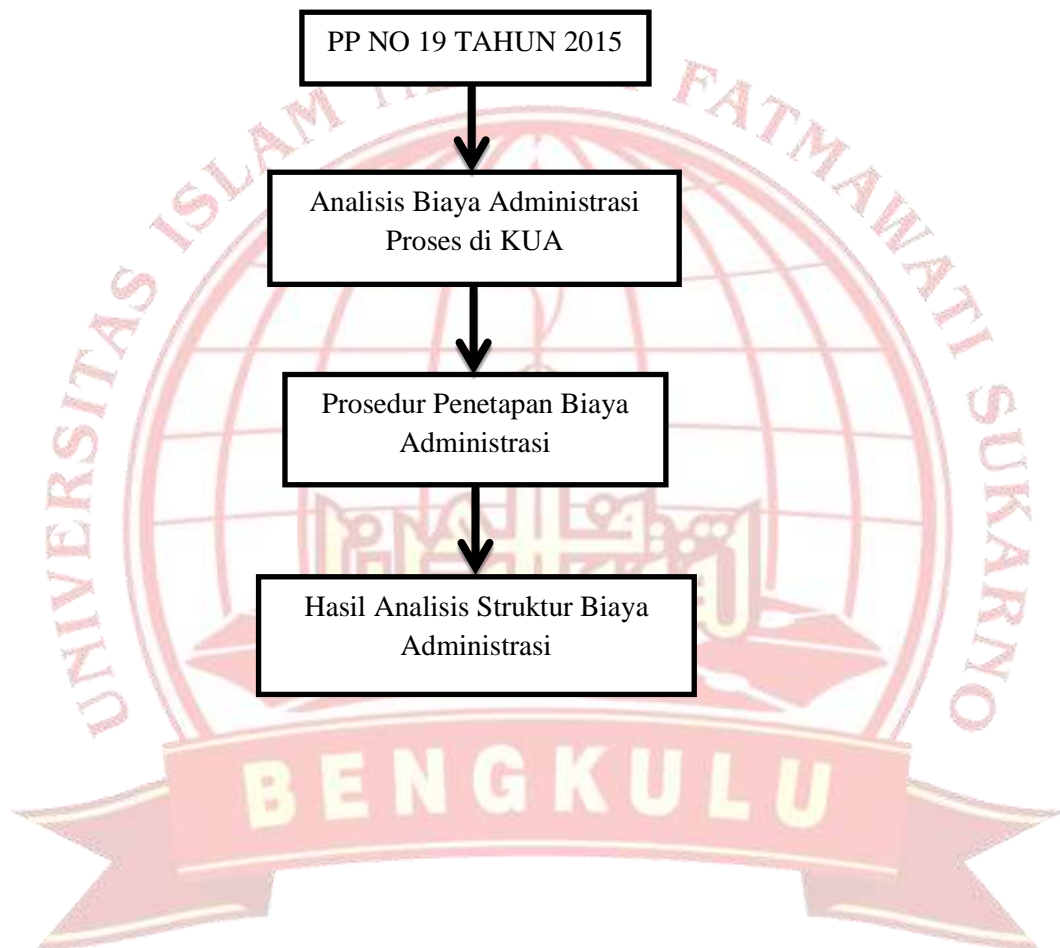 PP NO 19 TAHUN 2015
Analisis Biaya Administrasi
Proses di KUA
Prosedur Penetapan Biaya
Administrasi
Hasil Analisis Struktur Biaya
Administrasi
UNIVERSITAS ISLAM FATMAWATI SUKARNO
BENGKULU